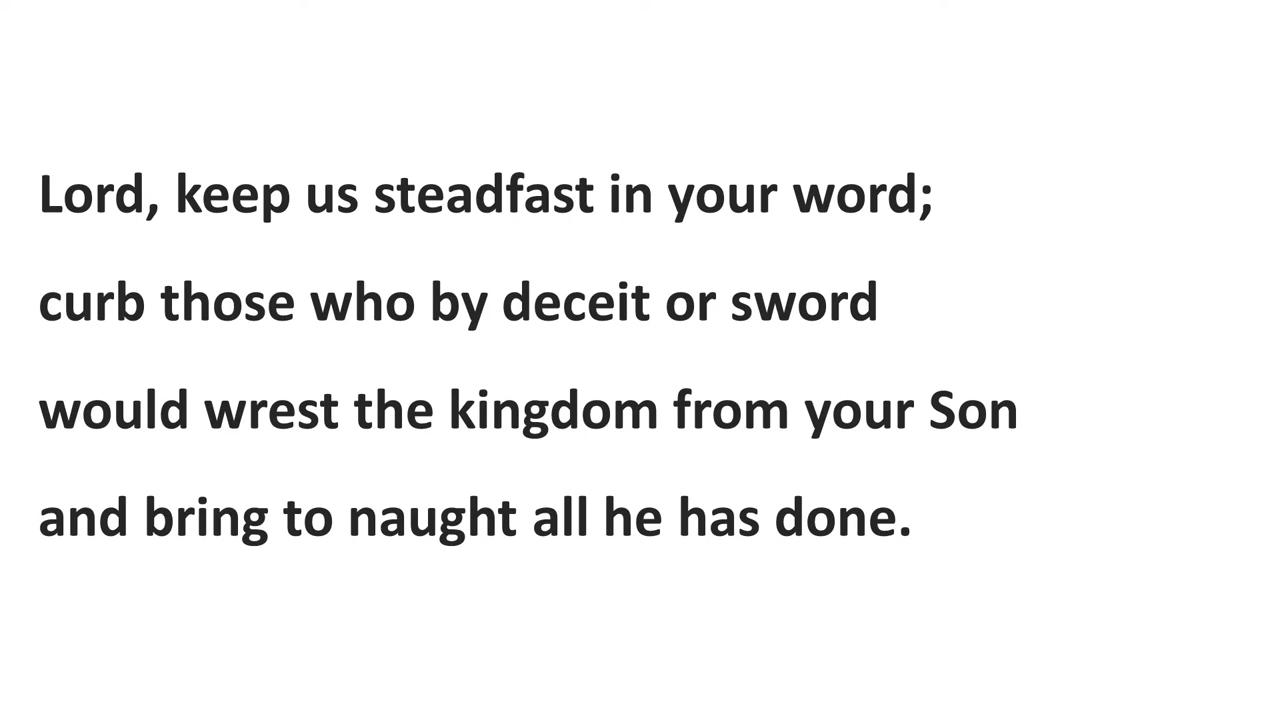 Lord, keep us steadfast in your word;
curb those who by deceit or sword
would wrest the kingdom from your Son
and bring to naught all he has done.